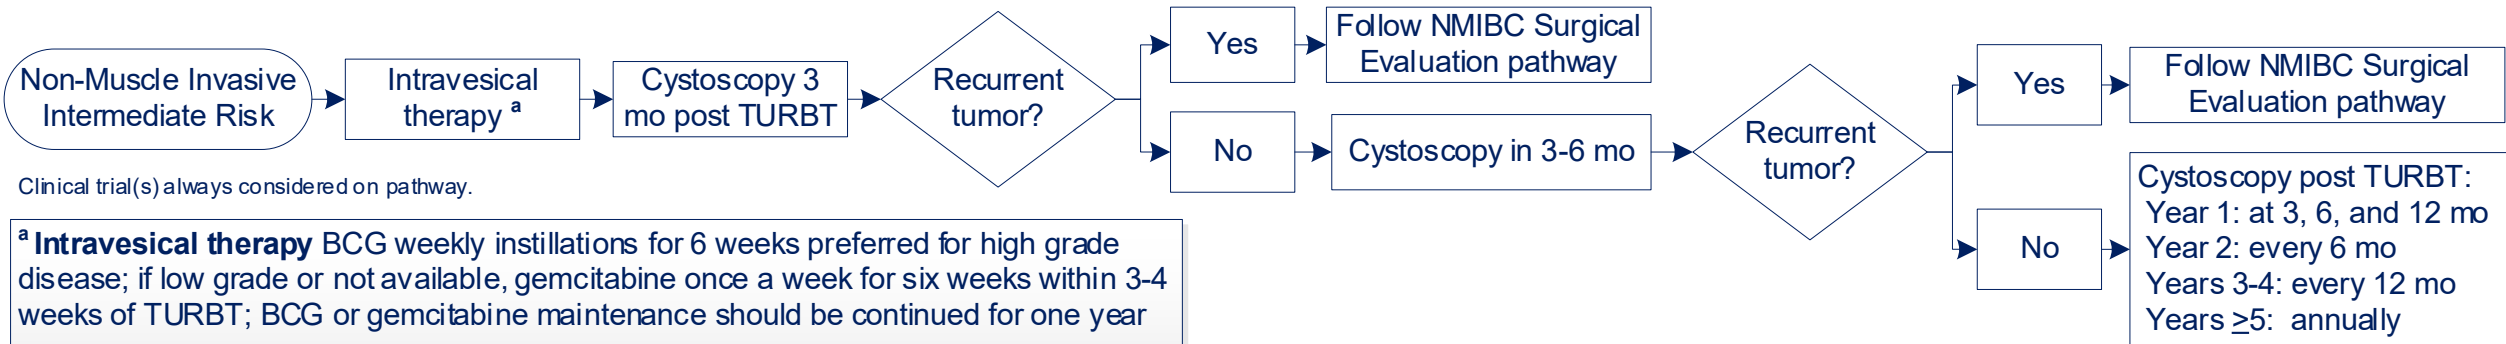 Non-Muscle Invasive
Intermediate Risk
Intravesical
therapy a
Cystoscopy 3
mo post TURBT
Recurrent
tumor?
Yes
Follow NMIBC Surgical
Evaluation pathway
No
Cystoscopy in 3-6 mo
Recurrent
tumor?
Yes
Follow NMIBC Surgical
Evaluation pathway
No
Cystoscopy post TURBT:
Year 1: at 3, 6, and 12 mo
Year 2: every 6 mo
Years 3-4: every 12 mo
Years ≥5: annually
Clinical trial(s) always considered on pathway.
a Intravesical therapy BCG weekly instillations for 6 weeks preferred for high grade
disease; if low grade or not available, gemcitabine once a week for six weeks within 3-4
weeks of TURBT; BCG or gemcitabine maintenance should be continued for one year